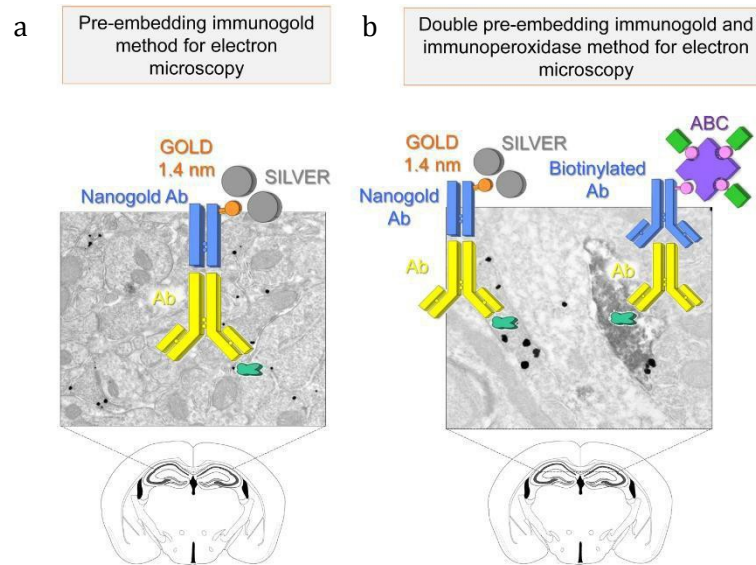 a
Pre-embedding immunogold
method for electron
microscopy
GOLD
1.4 nm
SILVER
Nanogold Ab
Ab
b
Double pre-embedding immunogold and
immunoperoxidase method for electron
microscopy
ABC
GOLD
1.4 nm
SILVER
Biotinylated
Ab
Nanogold
Ab
Ab
Ab